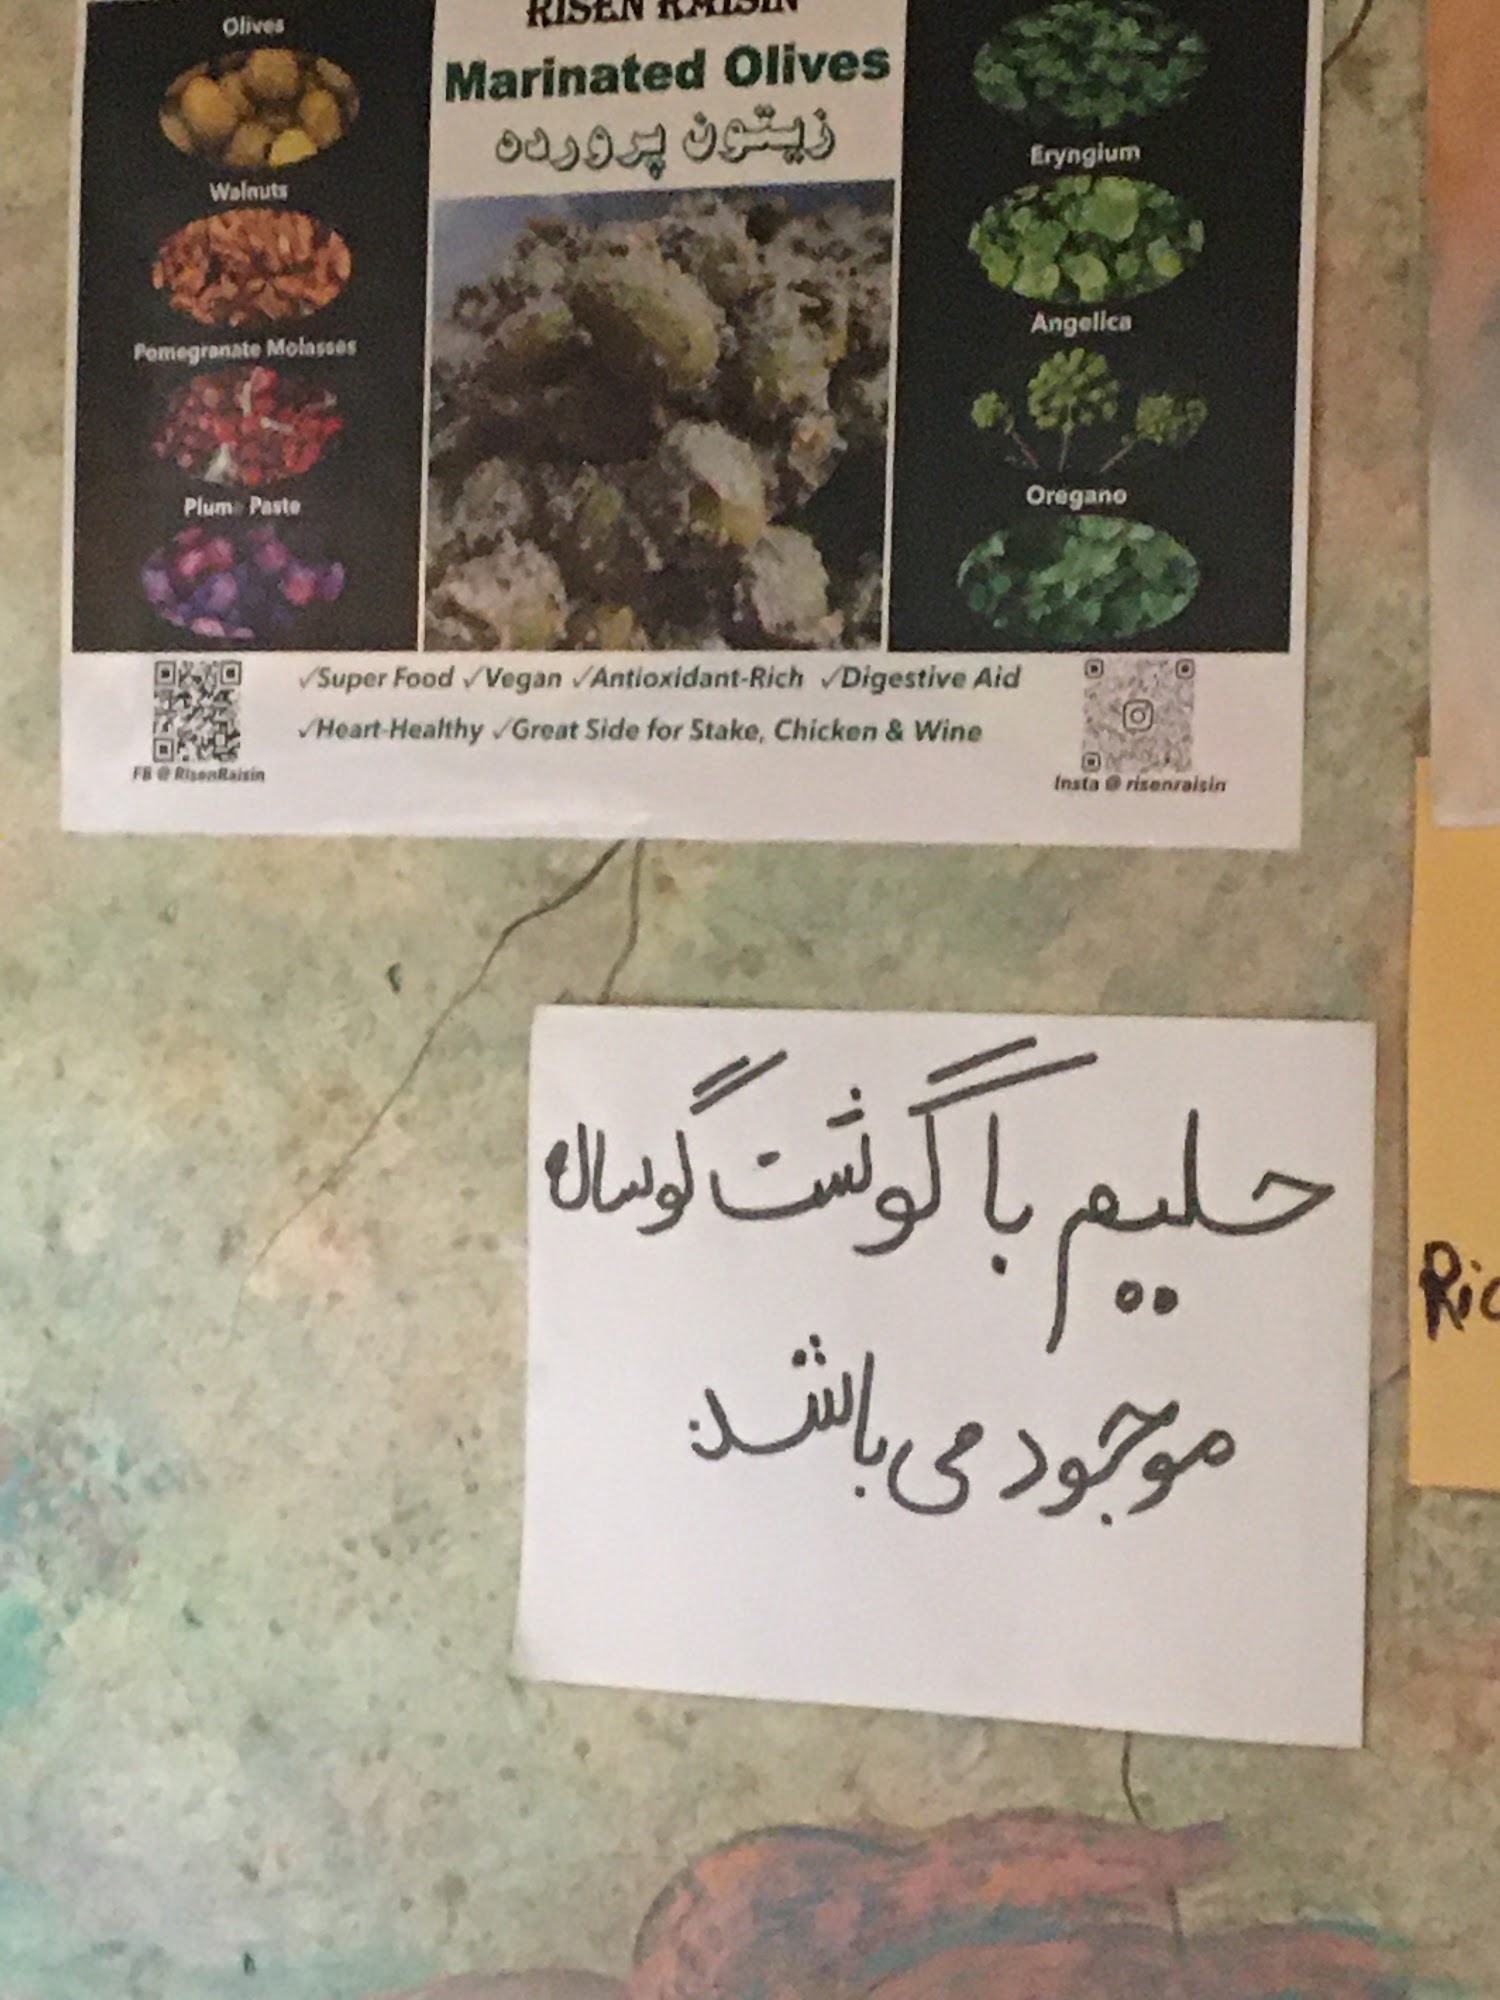 RISEN RAISIN
Marinated Olives
زیتون پرورده
Olives
Walnuts
Pomegranate Molasses
Plum Paste
Eryngium
Angelica
Oregano
✓Super Food ✓Vegan ✓Antioxidant-Rich ✓Digestive Aid
✓Heart-Healthy ✓Great Side for Stake, Chicken & Wine
FB @ RisenRaisin
Insta @ risenraisin
حلیم با گوشت گوساله
موجود می باشد.